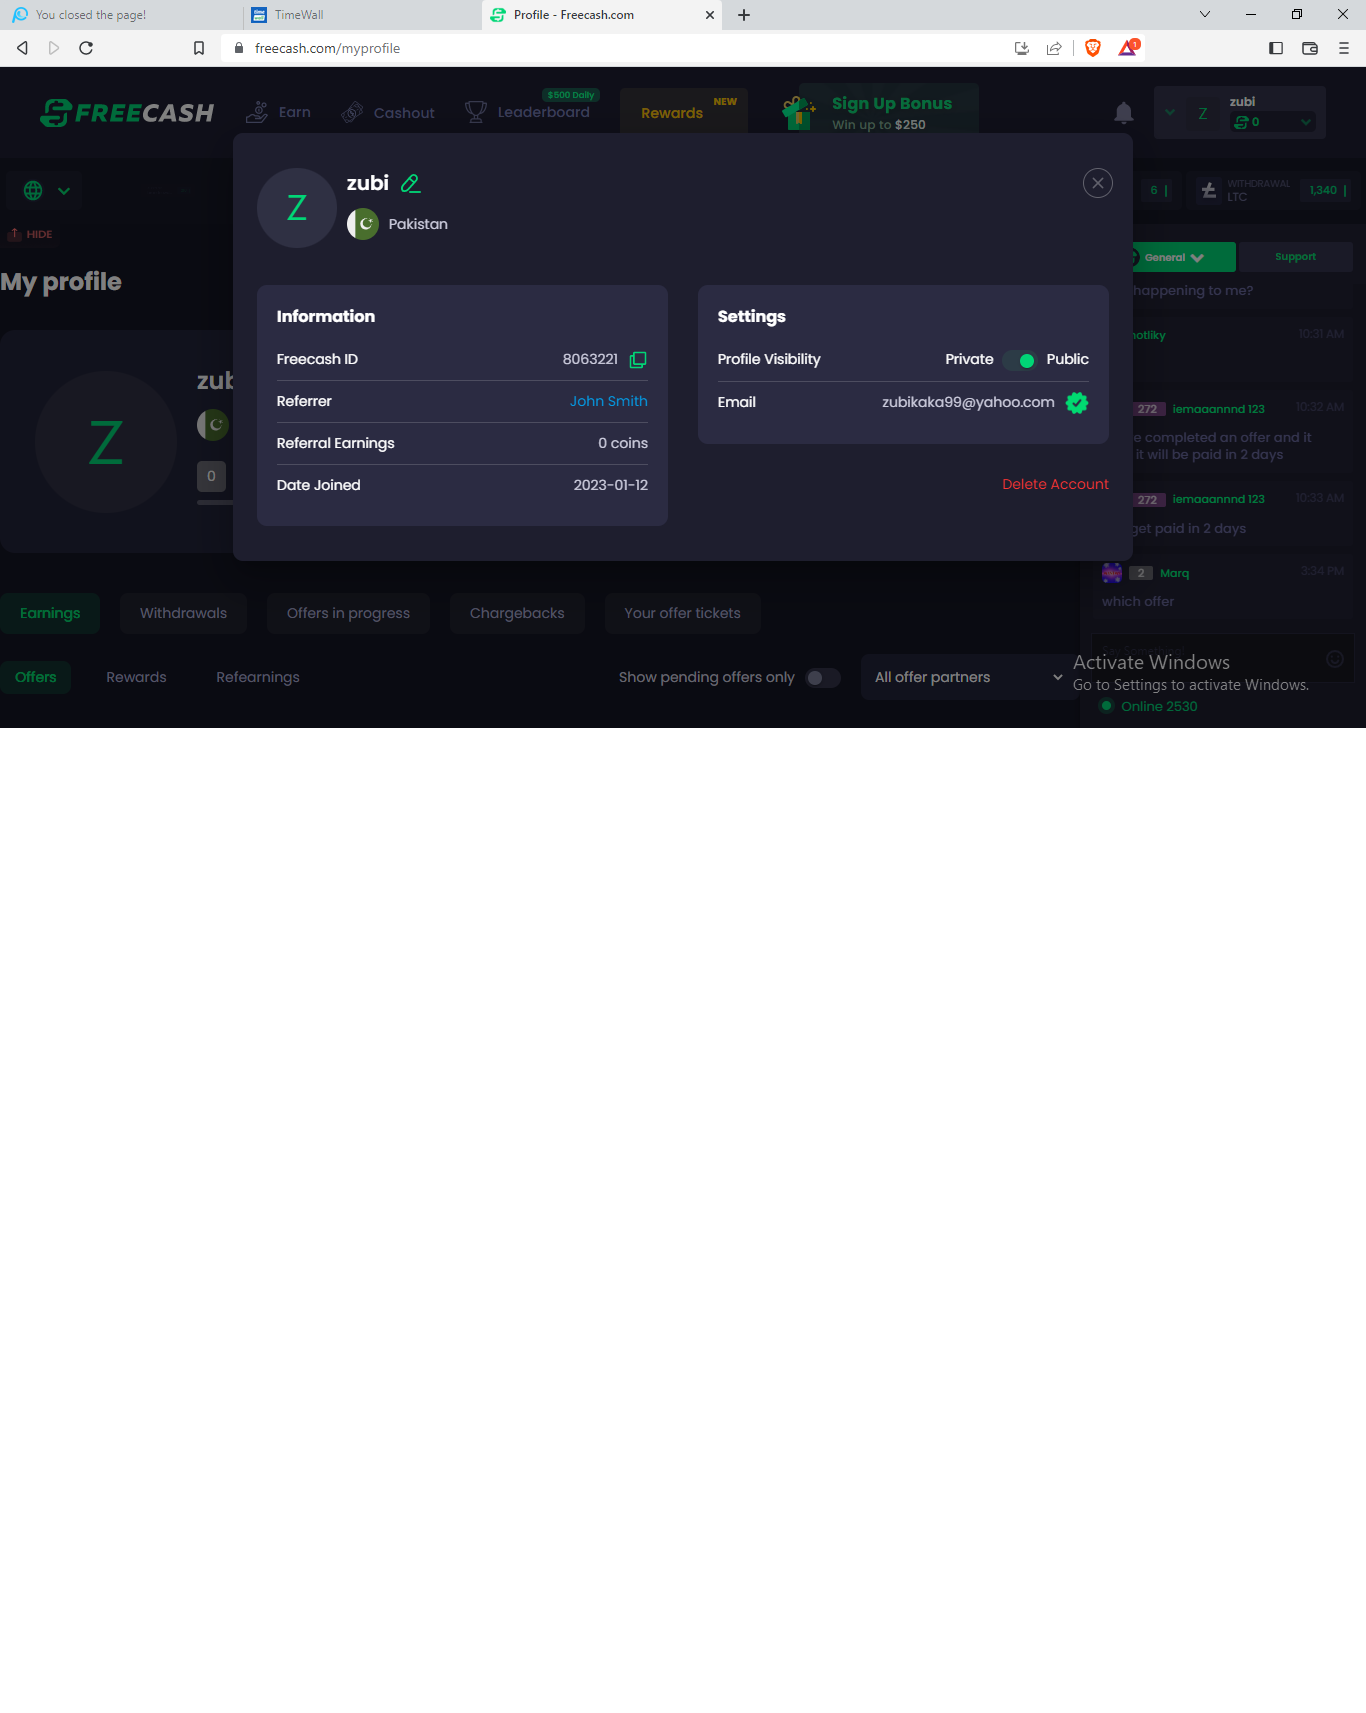 You closed the page!
TimeWall
Profile - Freecash.com
freecash.com/myprofile
1
FREECASH
Earn
Cashout
$500 Daily
Leaderboard
Rewards
NEW
Sign Up Bonus
Win up to $250
Z
zubi
0
HIDE
My profile
zub
Z
0
6
WITHDRAWAL
LTC
1,340
General
Support
happening to me?
notliky
10:31 AM
272 iemaaannnd 123
10:32 AM
e completed an offer and it
it will be paid in 2 days
272 iemaaannnd 123
10:33 AM
get paid in 2 days
2 Marq
3:34 PM
which offer
Say Something!
Activate Windows
Go to Settings to activate Windows.
Online 2530
Z
zubi
Pakistan
Information
Freecash ID
8063221
Referrer
John Smith
Referral Earnings
0 coins
Date Joined
2023-01-12
Settings
Profile Visibility
Private
Public
Email
zubikaka99@yahoo.com
Delete Account
Earnings
Withdrawals
Offers in progress
Chargebacks
Your offer tickets
Offers
Rewards
Refearnings
Show pending offers only
All offer partners